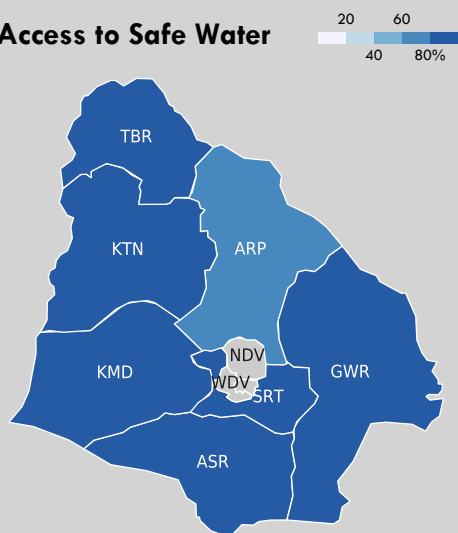 Access to Safe Water
20 60
40 80%
TBR
KTN
ARP
NDV
KMD
GWR
WDV
SRT
ASR